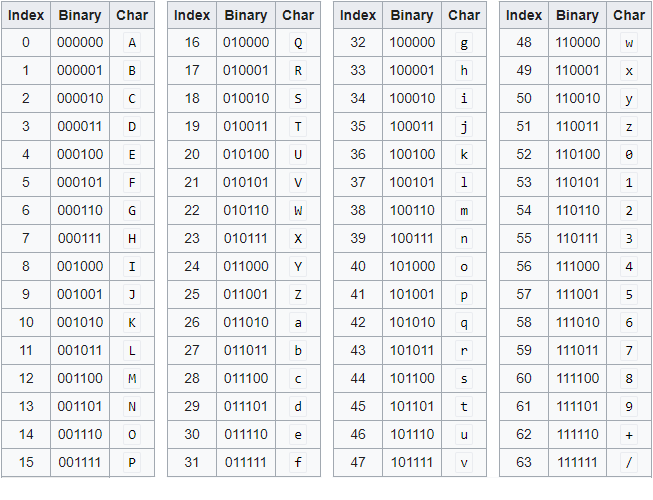 Index Binary Char Index Binary Char Index Binary Char Index Binary Char
0 000000 A 16 010000 Q 32 100000 g 48 110000 w
1 000001 B 17 010001 R 33 100001 h 49 110001 x
2 000010 C 18 010010 S 34 100010 i 50 110010 y
3 000011 D 19 010011 T 35 100011 j 51 110011 z
4 000100 E 20 010100 U 36 100100 k 52 110100 0
5 000101 F 21 010101 V 37 100101 l 53 110101 1
6 000110 G 22 010110 W 38 100110 m 54 110110 2
7 000111 H 23 010111 X 39 100111 n 55 110111 3
8 001000 I 24 011000 Y 40 101000 o 56 111000 4
9 001001 J 25 011001 Z 41 101001 p 57 111001 5
10 001010 K 26 011010 a 42 101010 q 58 111010 6
11 001011 L 27 011011 b 43 101011 r 59 111011 7
12 001100 M 28 011100 c 44 101100 s 60 111100 8
13 001101 N 29 011101 d 45 101101 t 61 111101 9
14 001110 O 30 011110 e 46 101110 u 62 111110 +
15 001111 P 31 011111 f 47 101111 v 63 111111 /